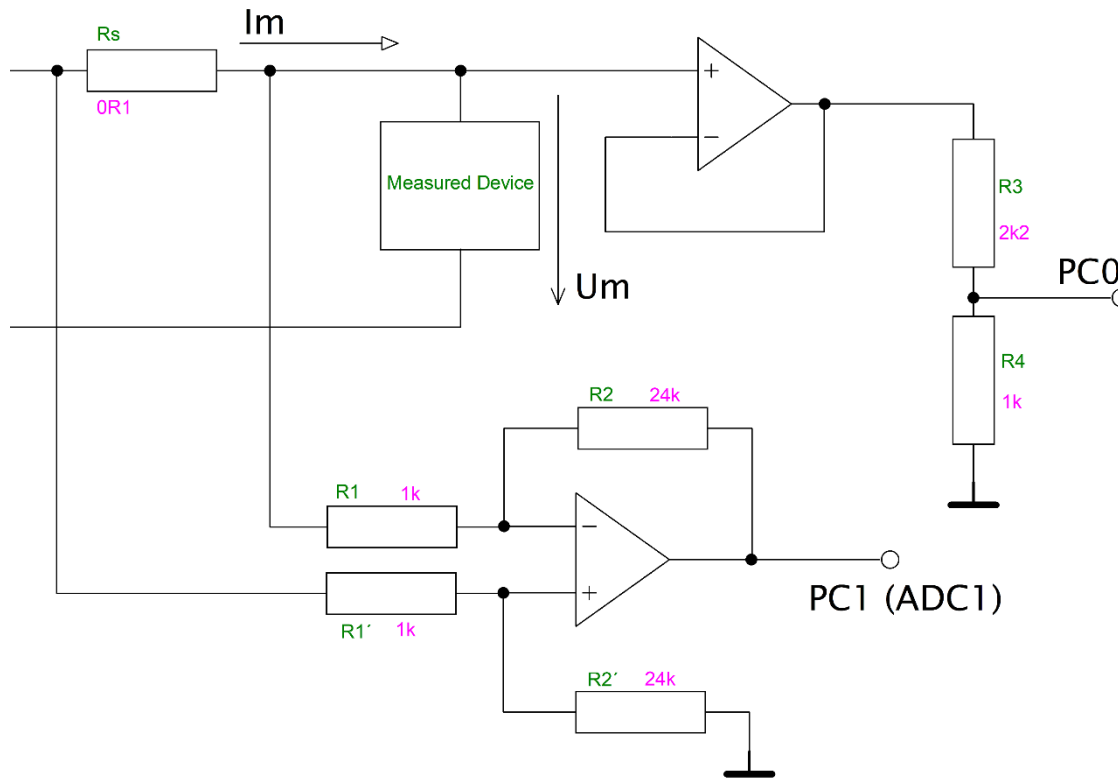 Im
Rs
0R1
+
−
Measured Device
R3
2k2
Um
PC0
R4
1k
R2 24k
R1 1k
−
+
PC1 (ADC1)
R1´ 1k
R2´ 24k